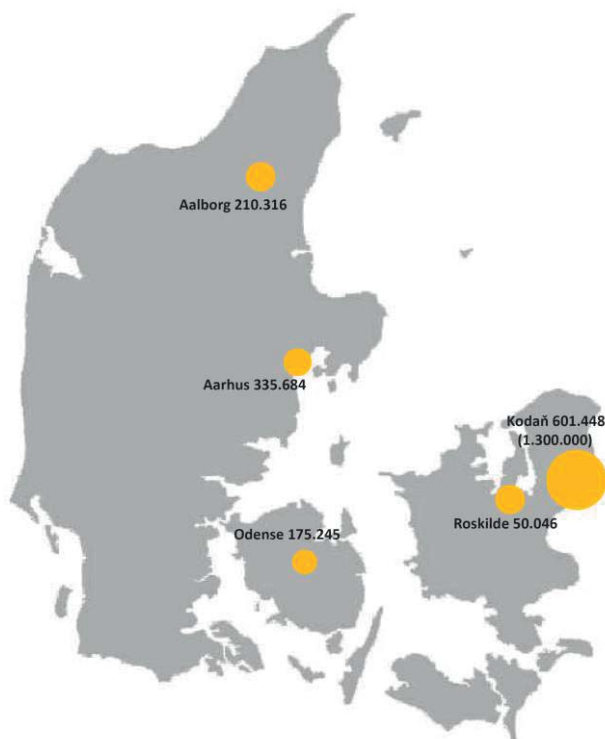 Aalborg 210.316
Aarhus 335.684
Kodaň 601.448
(1.300.000)
Roskilde 50.046
Odense 175.245